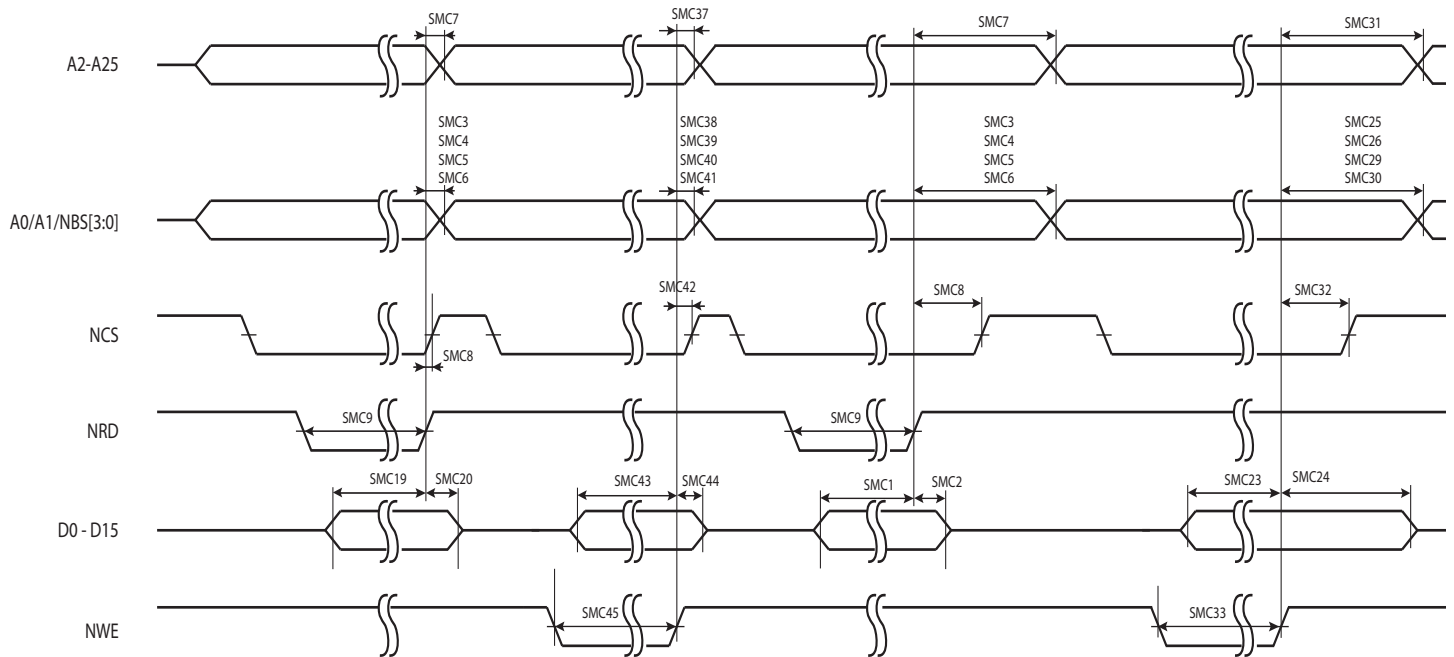 SMC7
SMC37
SMC7
SMC31
A2-A25
SMC3
SMC4
SMC5
SMC6
SMC38
SMC39
SMC40
SMC41
SMC3
SMC4
SMC5
SMC6
SMC25
SMC26
SMC29
SMC30
A0/A1/NBS[3:0]
SMC42
SMC8
SMC32
NCS
SMC8
SMC9
SMC9
NRD
SMC19
SMC20
SMC43
SMC44
SMC1
SMC2
SMC23
SMC24
D0 - D15
SMC45
SMC33
NWE